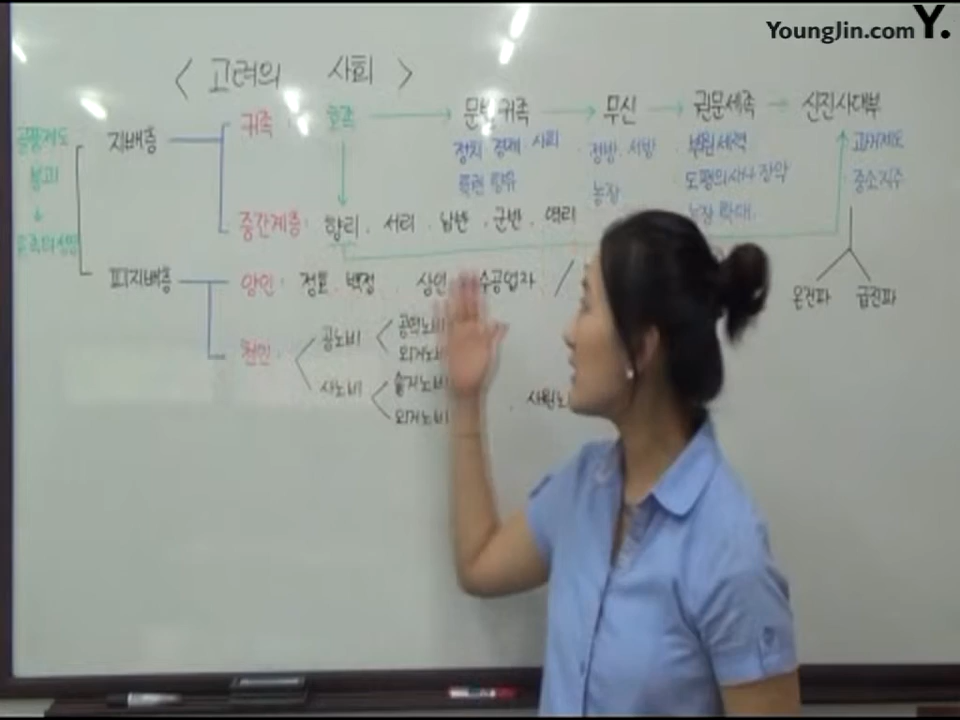 YoungJin.com Y.
< 고려의 사회 >
골품제도
붕괴
지배층
귀족 : 호족 → 문벌귀족 → 무신 → 권문세족 → 신진사대부
정치 · 경제 · 사회
특권 향유
정방 · 서방
농장
부원세력
도평의사사 장악
농장 확대
과거제도
중소지주
온건파 급진파
중간계층 : 향리 · 서리 · 남반 · 군반 · 역리
피지배층
양인 : 정호 · 백정 상인 수공업자 /
천인 : 공노비 < 공역노비
외거노비
사노비 < 솔거노비
외거노비